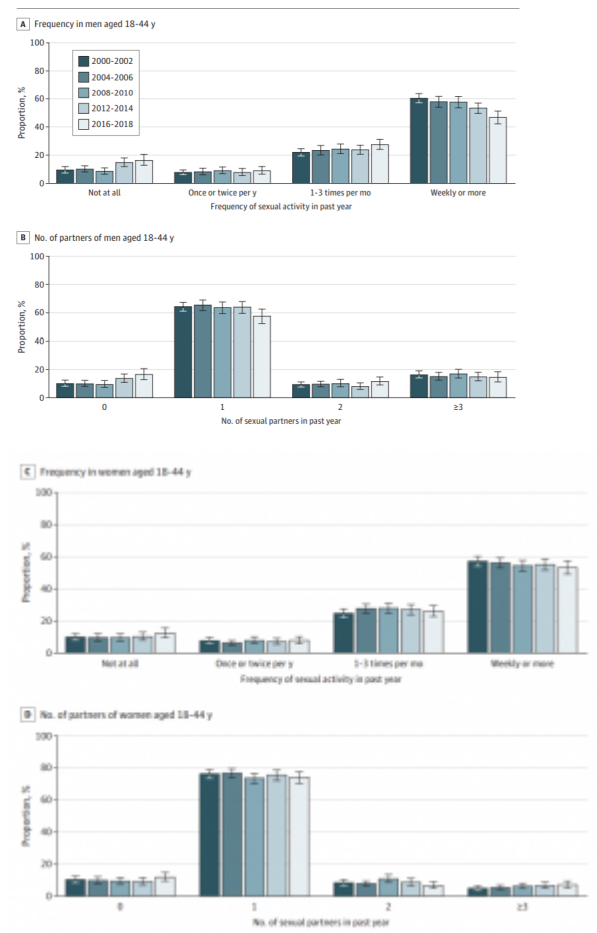 A Frequency in men aged 18-44 y
100
80
60
40
20
0
Proportion, %
2000-2002
2004-2006
2008-2010
2012-2014
2016-2018
Not at all Once or twice per y 1-3 times per mo Weekly or more
Frequency of sexual activity in past year
B No. of partners of men aged 18-44 y
100
80
60
40
20
0
Proportion, %
0 1 2 ≥3
No. of sexual partners in past year
C Frequency in women aged 18-44 y
100
80
60
40
20
0
Proportion, %
Not at all Once or twice per y 1-3 times per mo Weekly or more
Frequency of sexual activity in past year
D No. of partners of women aged 18-44 y
100
80
60
40
20
0
Proportion, %
0 1 2 ≥3
No. of sexual partners in past year